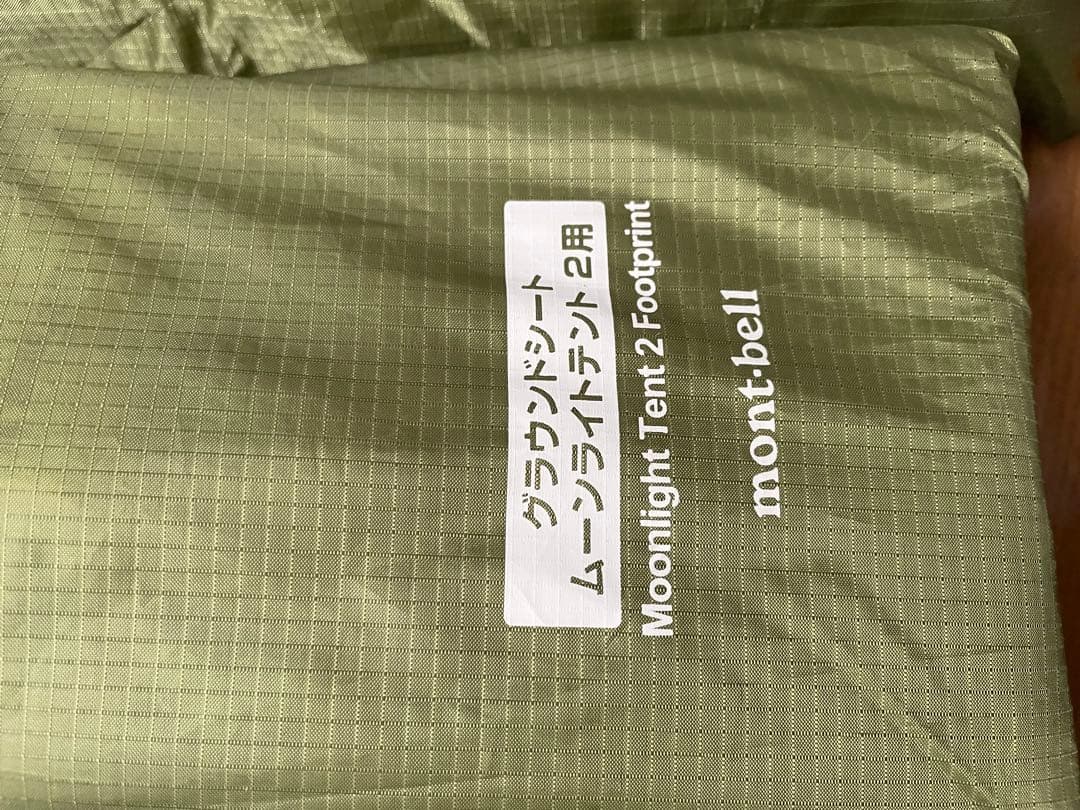 グラウンドシート
ムーンライトテント 2用
Moonlight Tent 2 Footprint
mont·bell